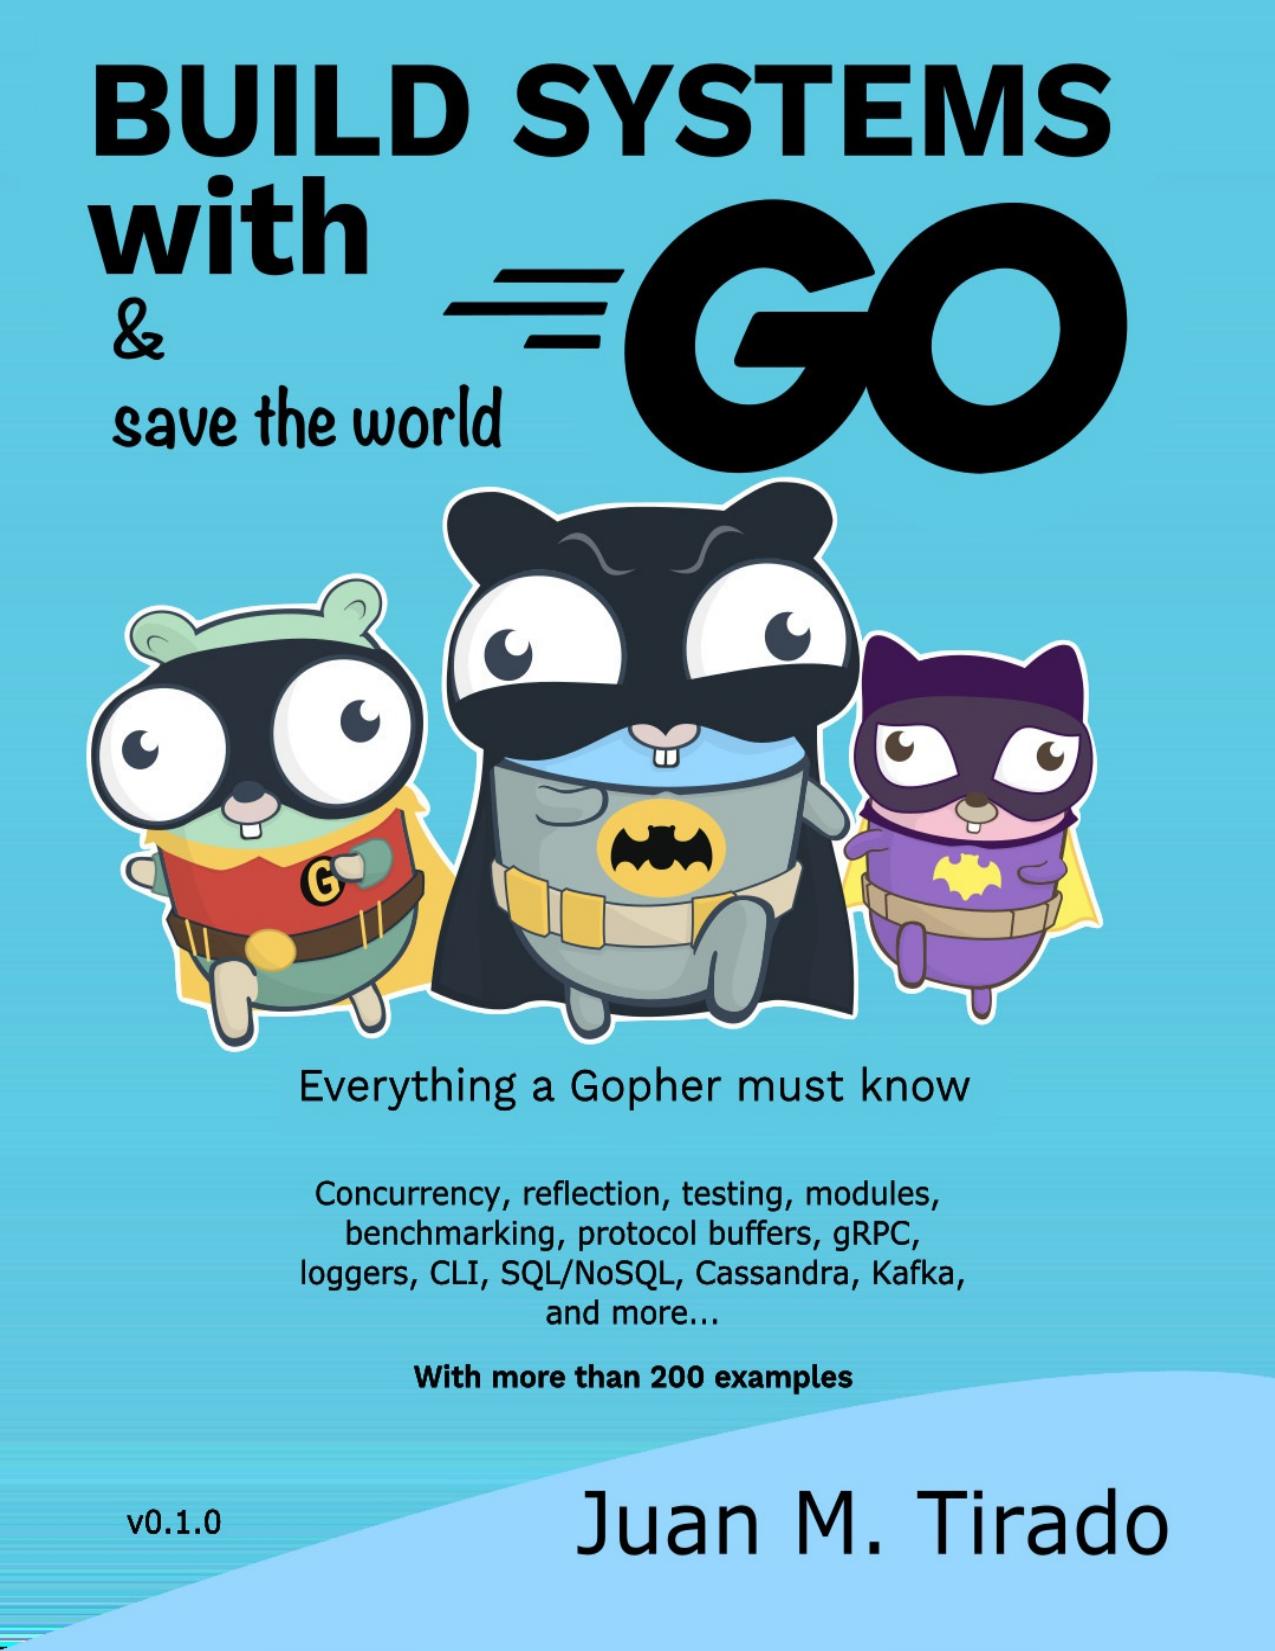 BUILD SYSTEMS
with
GO
&
save the world
G
Everything a Gopher must know
Concurrency, reflection, testing, modules,
benchmarking, protocol buffers, gRPC,
loggers, CLI, SQL/NoSQL, Cassandra, Kafka,
and more...
With more than 200 examples
v0.1.0
Juan M. Tirado